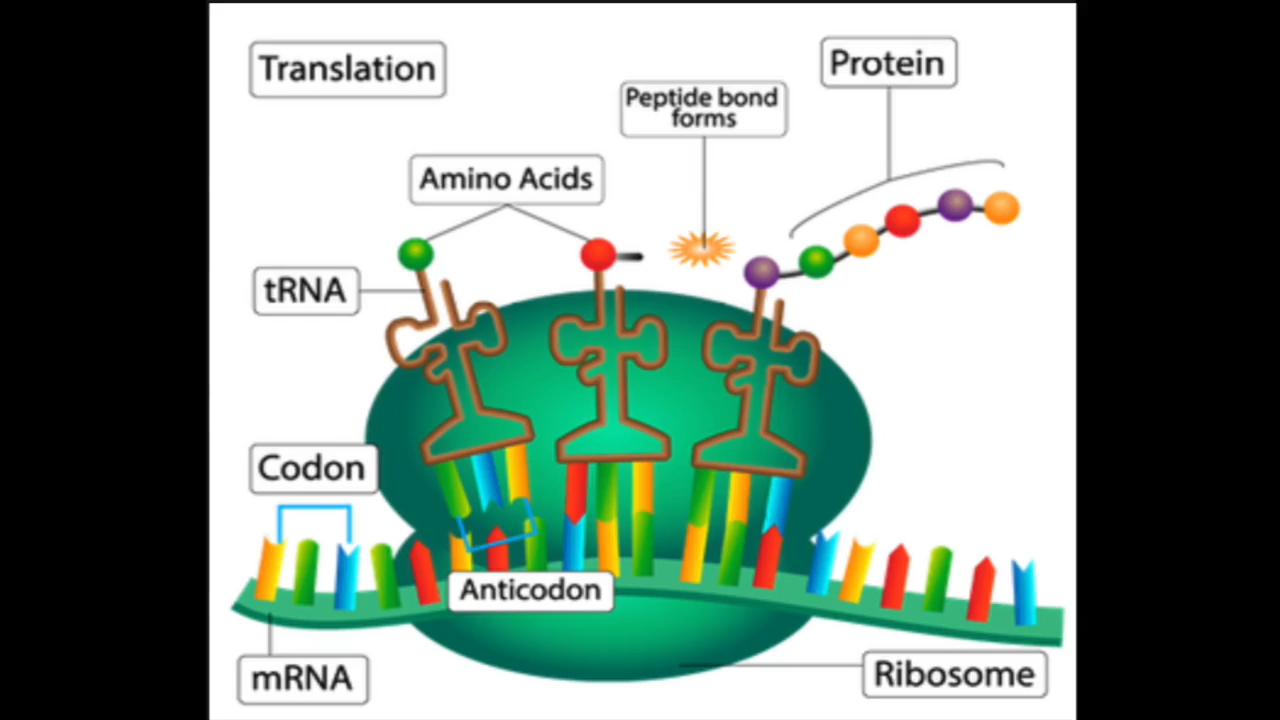 Translation
Protein
Peptide bond
forms
Amino Acids
tRNA
Codon
Anticodon
mRNA
Ribosome